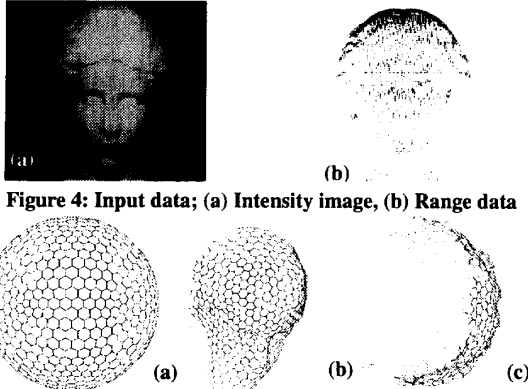 (a)
(b)
Figure 4: Input data; (a) Intensity image, (b) Range data
(a)
(b)
(c)